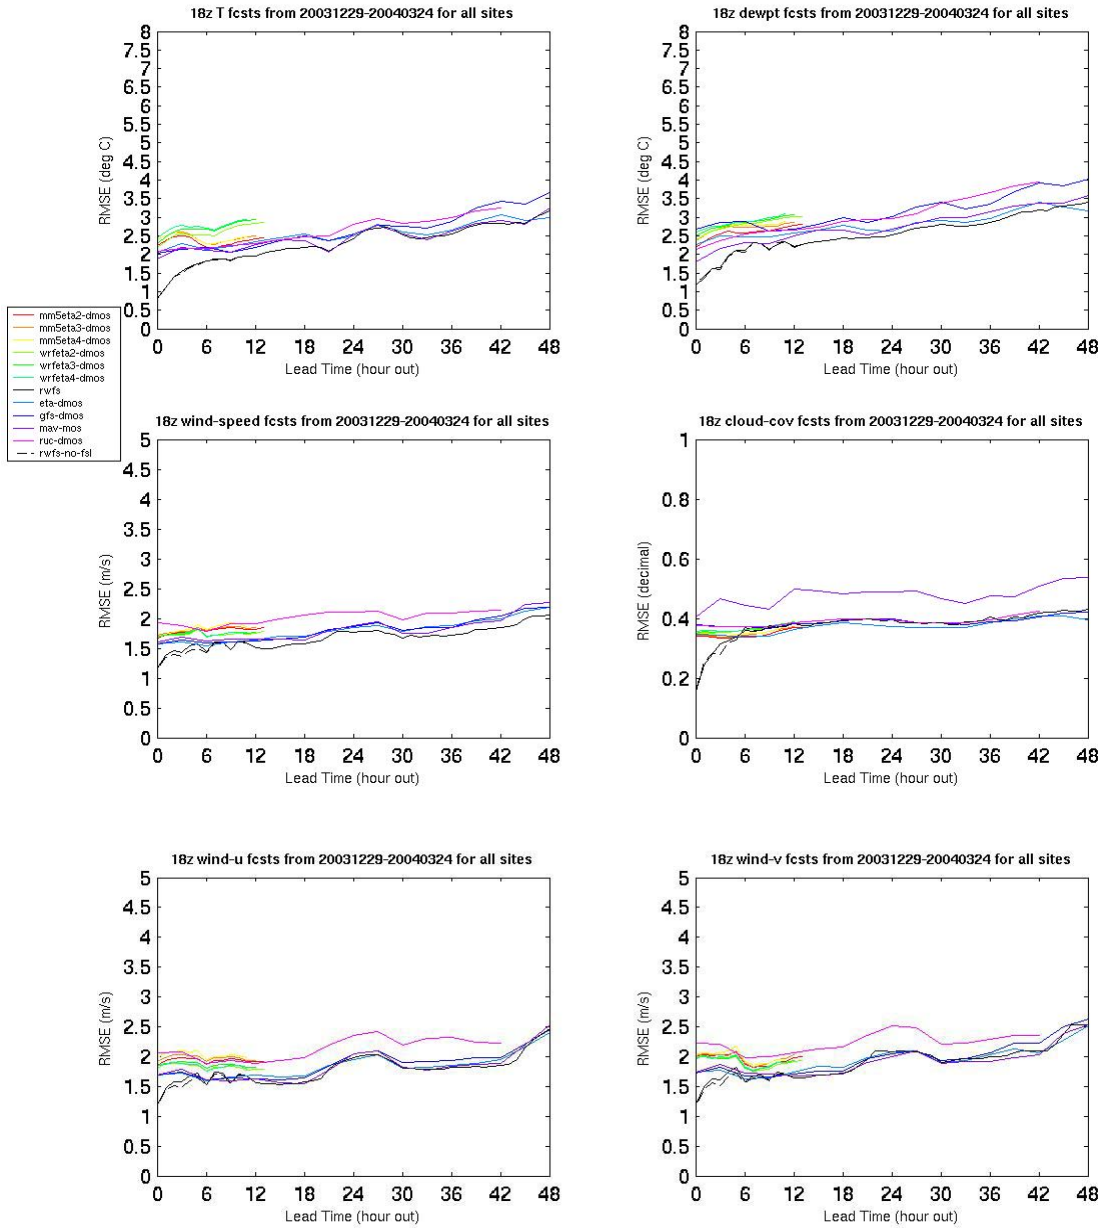 18z T fcsts from 20031229-20040324 for all sites
8
7.5
7
6.5
6
5.5
5
4.5
4
3.5
3
2.5
2
1.5
1
0.5
0
RMSE (deg C)
0 6 12 18 24 30 36 42 48
Lead Time (hour out)
18z dewpt fcsts from 20031229-20040324 for all sites
8
7.5
7
6.5
6
5.5
5
4.5
4
3.5
3
2.5
2
1.5
1
0.5
0
RMSE (deg C)
0 6 12 18 24 30 36 42 48
Lead Time (hour out)
mm5eta2-dmos
mm5eta3-dmos
mm5eta4-dmos
wrfeta2-dmos
wrfeta3-dmos
wrfeta4-dmos
rwfs
eta-dmos
gfs-dmos
mav-mos
ruc-dmos
rwfs-no-fsl
18z wind-speed fcsts from 20031229-20040324 for all sites
5
4.5
4
3.5
3
2.5
2
1.5
1
0.5
0
RMSE (m/s)
0 6 12 18 24 30 36 42 48
Lead Time (hour out)
18z cloud-cov fcsts from 20031229-20040324 for all sites
1
0.8
0.6
0.4
0.2
0
RMSE (decimal)
0 6 12 18 24 30 36 42 48
Lead Time (hour out)
18z wind-u fcsts from 20031229-20040324 for all sites
5
4.5
4
3.5
3
2.5
2
1.5
1
0.5
0
RMSE (m/s)
0 6 12 18 24 30 36 42 48
Lead Time (hour out)
18z wind-v fcsts from 20031229-20040324 for all sites
5
4.5
4
3.5
3
2.5
2
1.5
1
0.5
0
RMSE (m/s)
0 6 12 18 24 30 36 42 48
Lead Time (hour out)